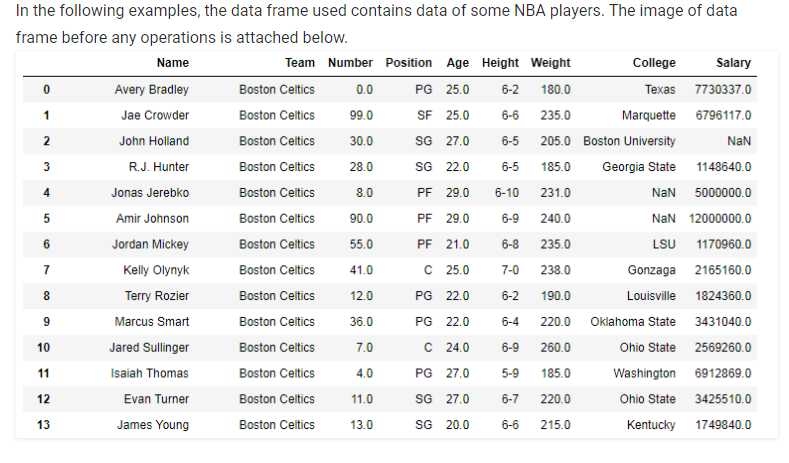 In the following examples, the data frame used contains data of some NBA players. The image of data
frame before any operations is attached below.
Name Team Number Position Age Height Weight College Salary
0 Avery Bradley Boston Celtics 0.0 PG 25.0 6-2 180.0 Texas 7730337.0
1 Jae Crowder Boston Celtics 99.0 SF 25.0 6-6 235.0 Marquette 6796117.0
2 John Holland Boston Celtics 30.0 SG 27.0 6-5 205.0 Boston University NaN
3 R.J. Hunter Boston Celtics 28.0 SG 22.0 6-5 185.0 Georgia State 1148640.0
4 Jonas Jerebko Boston Celtics 8.0 PF 29.0 6-10 231.0 NaN 5000000.0
5 Amir Johnson Boston Celtics 90.0 PF 29.0 6-9 240.0 NaN 12000000.0
6 Jordan Mickey Boston Celtics 55.0 PF 21.0 6-8 235.0 LSU 1170960.0
7 Kelly Olynyk Boston Celtics 41.0 C 25.0 7-0 238.0 Gonzaga 2165160.0
8 Terry Rozier Boston Celtics 12.0 PG 22.0 6-2 190.0 Louisville 1824360.0
9 Marcus Smart Boston Celtics 36.0 PG 22.0 6-4 220.0 Oklahoma State 3431040.0
10 Jared Sullinger Boston Celtics 7.0 C 24.0 6-9 260.0 Ohio State 2569260.0
11 Isaiah Thomas Boston Celtics 4.0 PG 27.0 5-9 185.0 Washington 6912869.0
12 Evan Turner Boston Celtics 11.0 SG 27.0 6-7 220.0 Ohio State 3425510.0
13 James Young Boston Celtics 13.0 SG 20.0 6-6 215.0 Kentucky 1749840.0